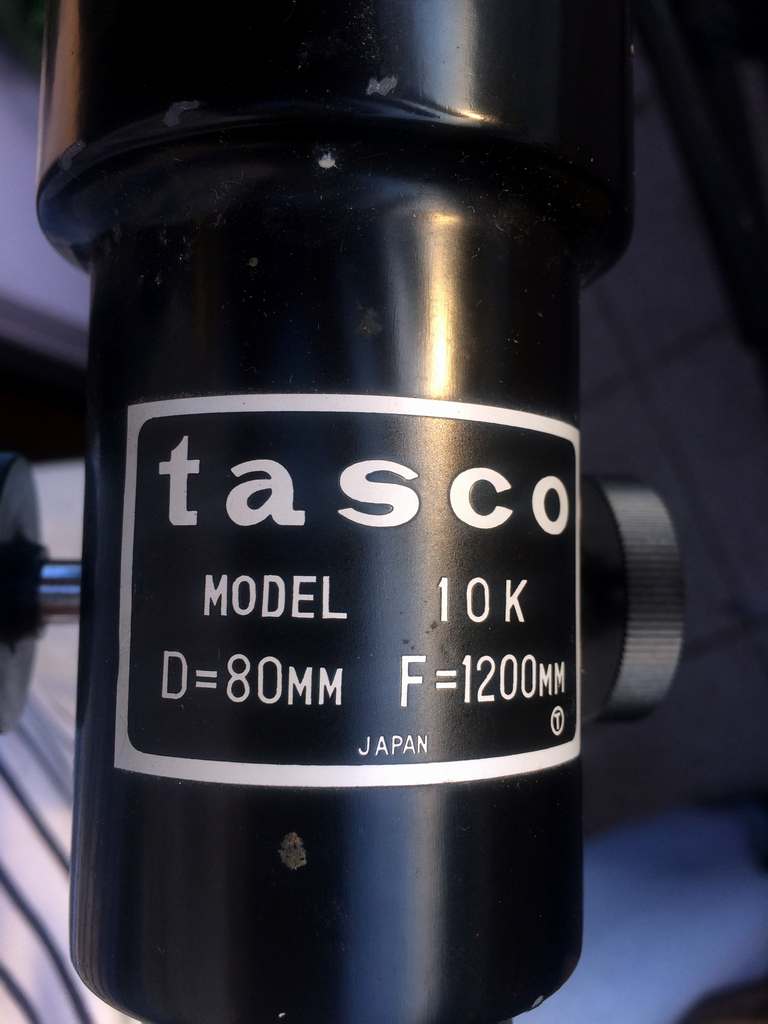 tasco
MODEL 10K
D=80MM F=1200MM
T
JAPAN